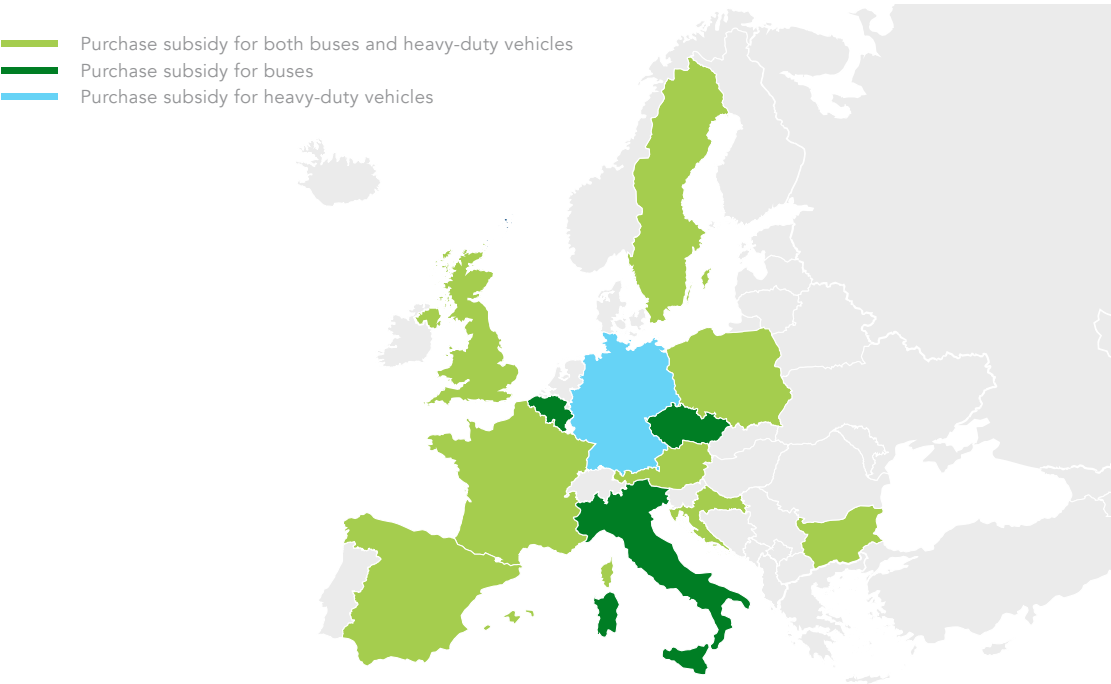 Purchase subsidy for both buses and heavy-duty vehicles
Purchase subsidy for buses
Purchase subsidy for heavy-duty vehicles